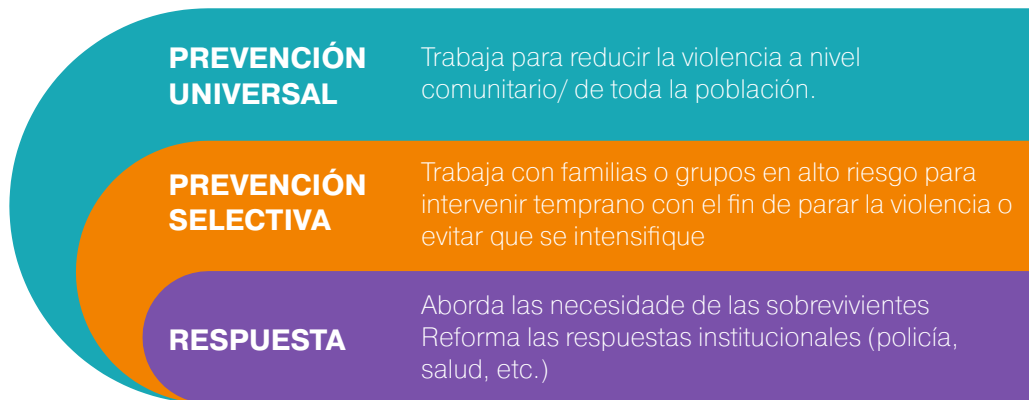 PREVENCIÓN
UNIVERSAL
Trabaja para reducir la violencia a nivel
comunitario/ de toda la población.
PREVENCIÓN
SELECTIVA
Trabaja con familias o grupos en alto riesgo para
intervenir temprano con el fin de parar la violencia o
evitar que se intensifique
RESPUESTA
Aborda las necesidade de las sobrevivientes
Reforma las respuestas institucionales (policía,
salud, etc.)